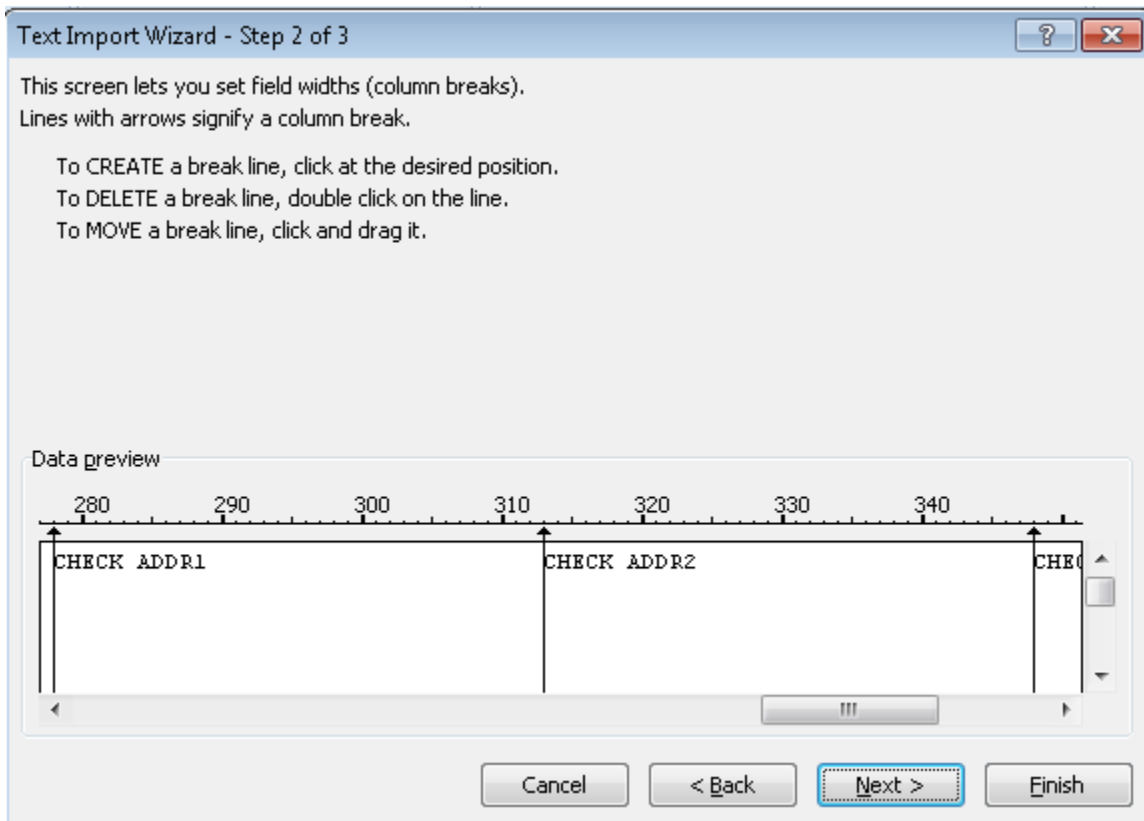 Text Import Wizard - Step 2 of 3
This screen lets you set field widths (column breaks).
Lines with arrows signify a column break.
To CREATE a break line, click at the desired position.
To DELETE a break line, double click on the line.
To MOVE a break line, click and drag it.
Data preview
280 290 300 310 320 330 340
CHECK ADDR1 CHECK ADDR2 CHEC
Cancel < Back Next > Finish